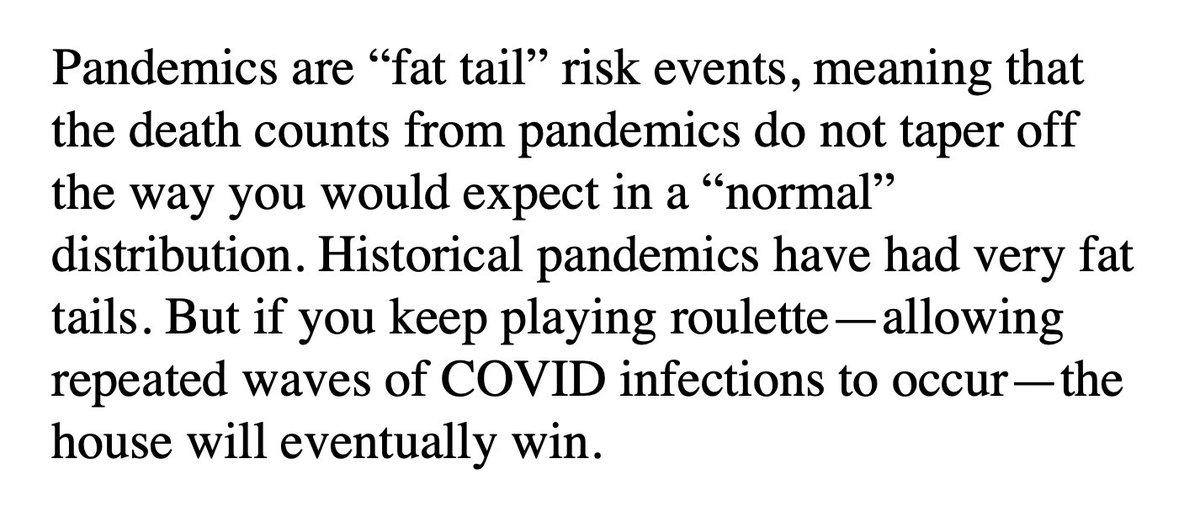 Pandemics are “fat tail” risk events, meaning that
the death counts from pandemics do not taper off
the way you would expect in a “normal”
distribution. Historical pandemics have had very fat
tails. But if you keep playing roulette—allowing
repeated waves of COVID infections to occur—the
house will eventually win.